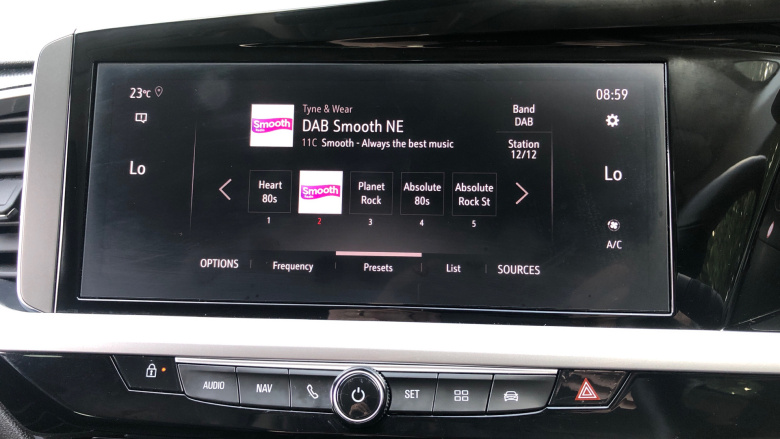 23°C
08:59
Tyne & Wear
Smooth
Radio
DAB Smooth NE
11C Smooth - Always the best music
Band
DAB
Station
12/12
Lo
Lo
Heart
80s
Smooth
Planet
Rock
Absolute
80s
Absolute
Rock St
1
2
3
4
5
A/C
OPTIONS
Frequency
Presets
List
SOURCES
AUDIO
NAV
SET